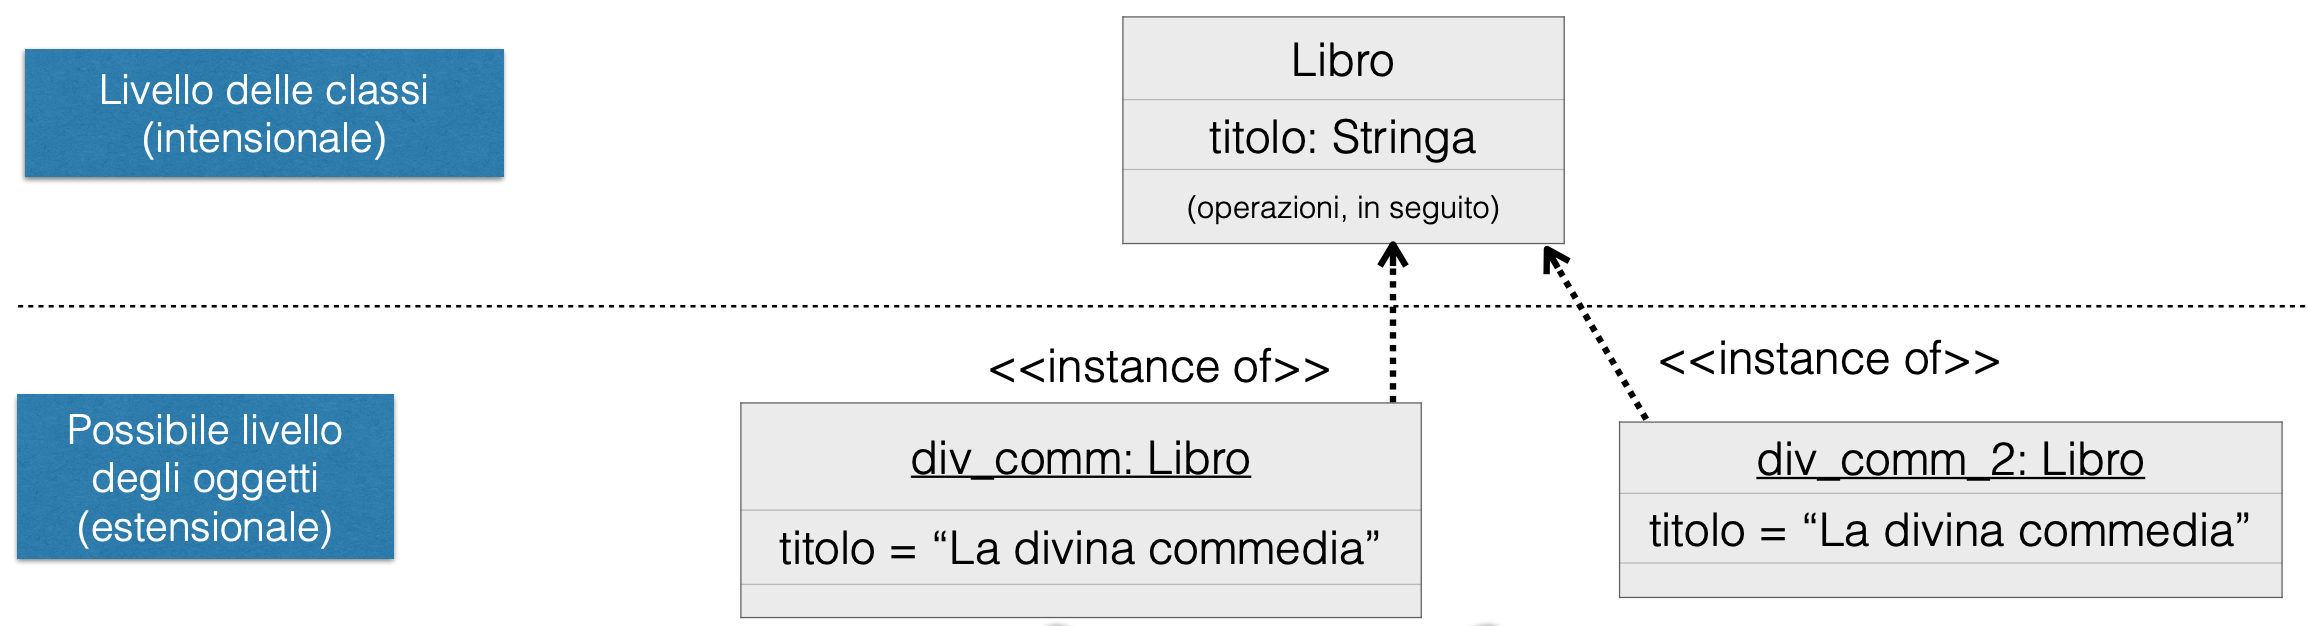 Livello delle classi
(intensionale)
Libro
titolo: Stringa
(operazioni, in seguito)
<<instance of>>
<<instance of>>
Possibile livello
degli oggetti
(estensionale)
div_comm: Libro
titolo = “La divina commedia”
div_comm_2: Libro
titolo = “La divina commedia”